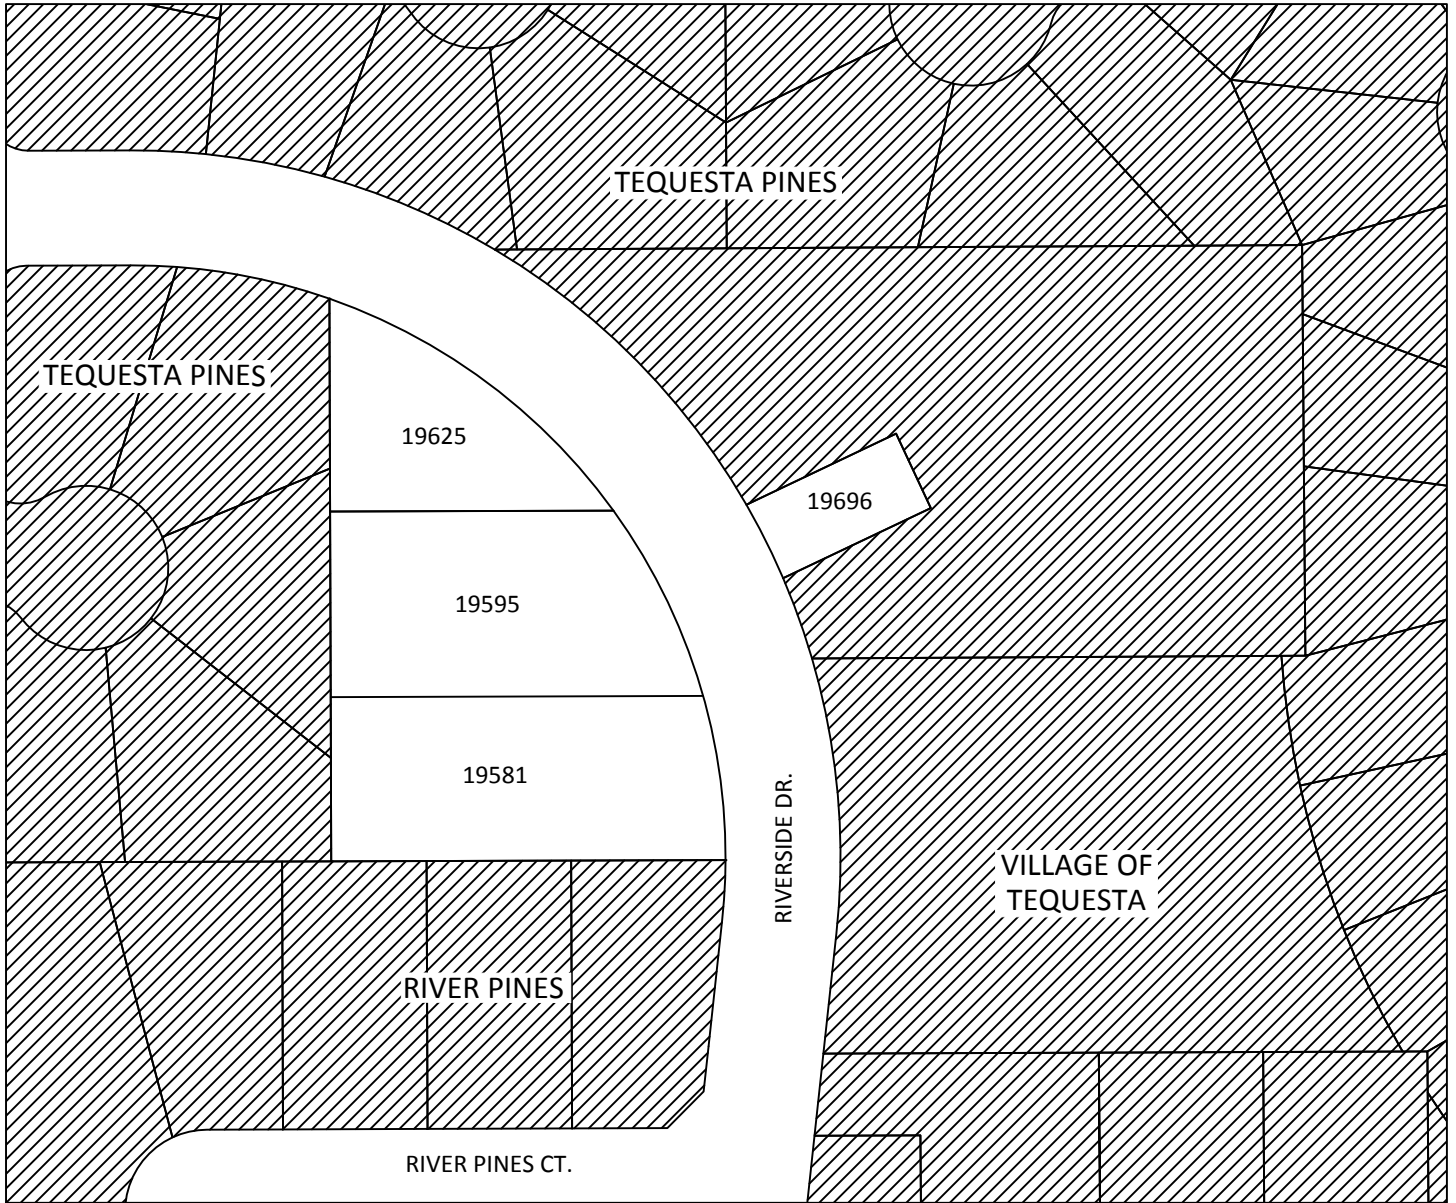 TEQUESTA PINES
TEQUESTA PINES
19625
19696
19595
19581
RIVERSIDE DR.
VILLAGE OF
TEQUESTA
RIVER PINES
RIVER PINES CT.